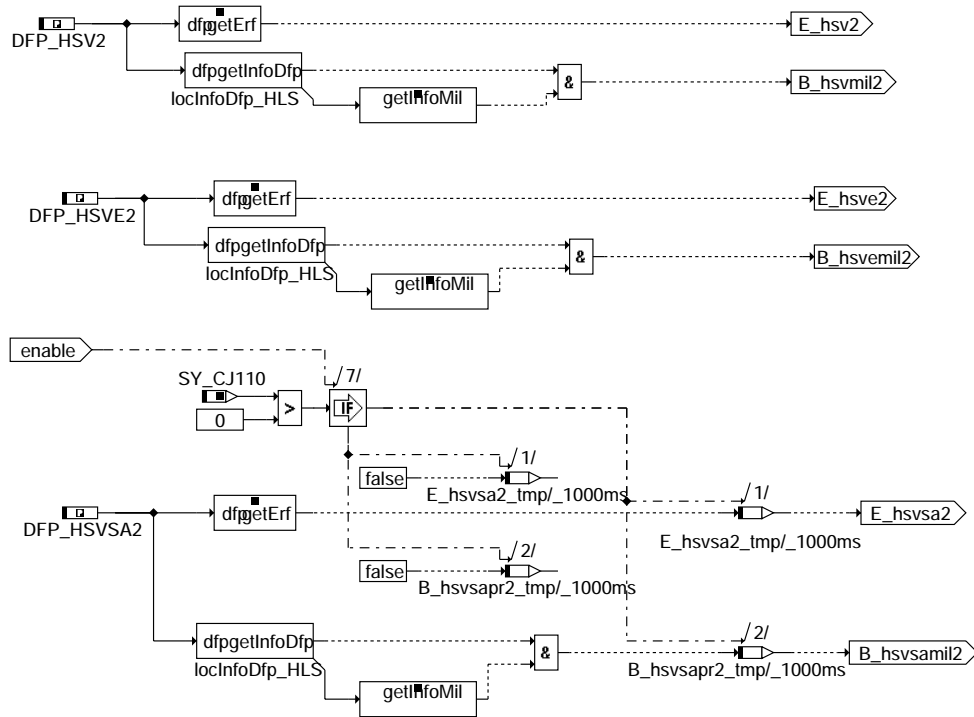 dfpgetErf
E_hsv2
DFP_HSV2
dfpgetInfoDfp
B_hsvmil2
&
locInfoDfp_HLS
getInfoMil
dfpgetErf
E_hsve2
DFP_HSVE2
dfpgetInfoDfp
B_hsvemil2
&
locInfoDfp_HLS
getInfoMil
enable
/7/
SY_CJ110
>
IF
0
/1/
false
E_hsvsa2_tmp/_1000ms
/1/
dfpgetErf
E_hsvsa2
DFP_HSVSA2
E_hsvsa2_tmp/_1000ms
/2/
false
B_hsvsapr2_tmp/_1000ms
/2/
dfpgetInfoDfp
&
B_hsvsamil2
locInfoDfp_HLS
B_hsvsapr2_tmp/_1000ms
getInfoMil